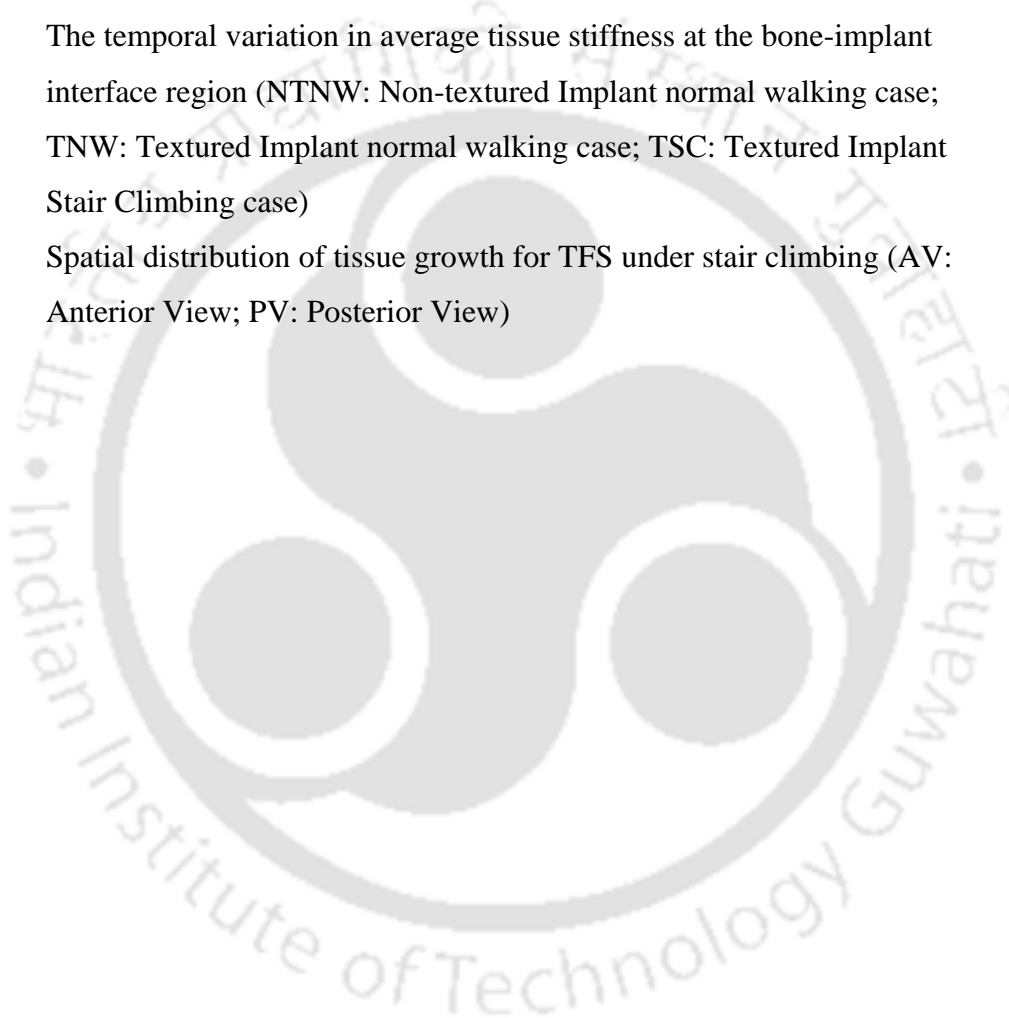 The temporal variation in average tissue stiffness at the bone-implant
interface region (NTNW: Non-textured Implant normal walking case;
TNW: Textured Implant normal walking case; TSC: Textured Implant
Stair Climbing case)
Spatial distribution of tissue growth for TFS under stair climbing (AV:
Anterior View; PV: Posterior View)
Indian Institute of Technology Guwahati